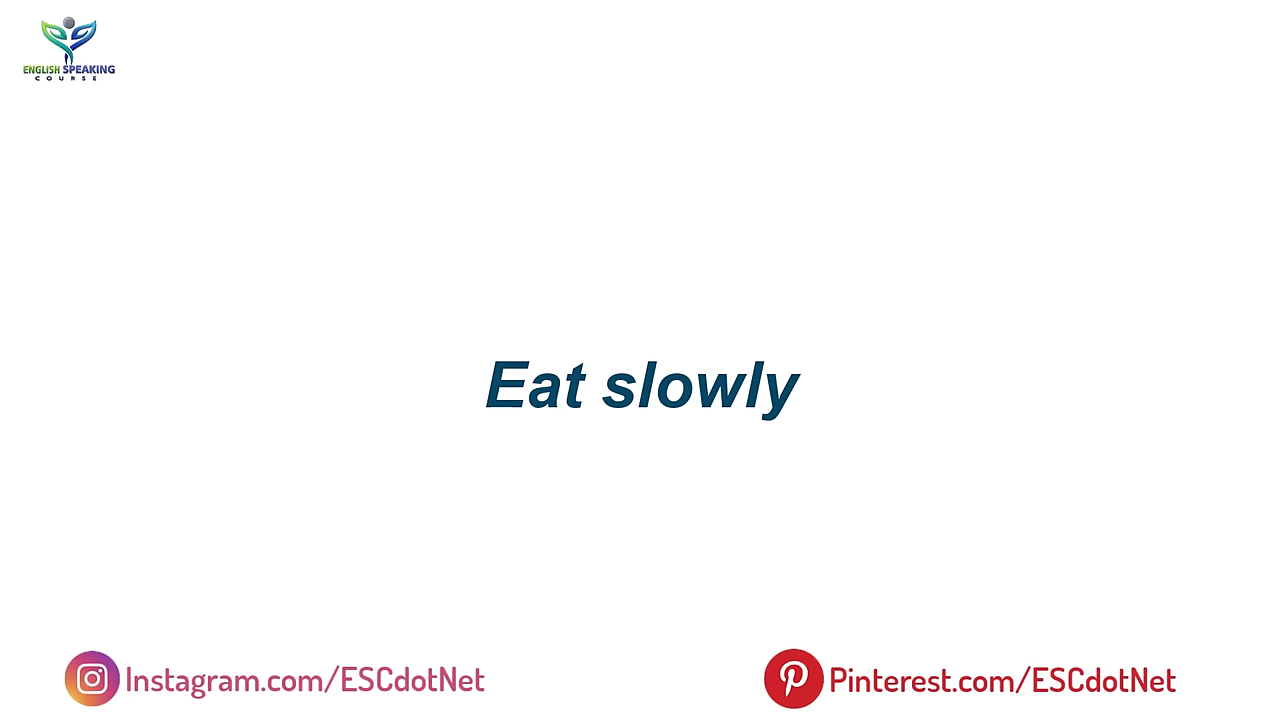 ENGLISH SPEAKING
COURSE
Eat slowly
Instagram.com/ESCdotNet
Pinterest.com/ESCdotNet